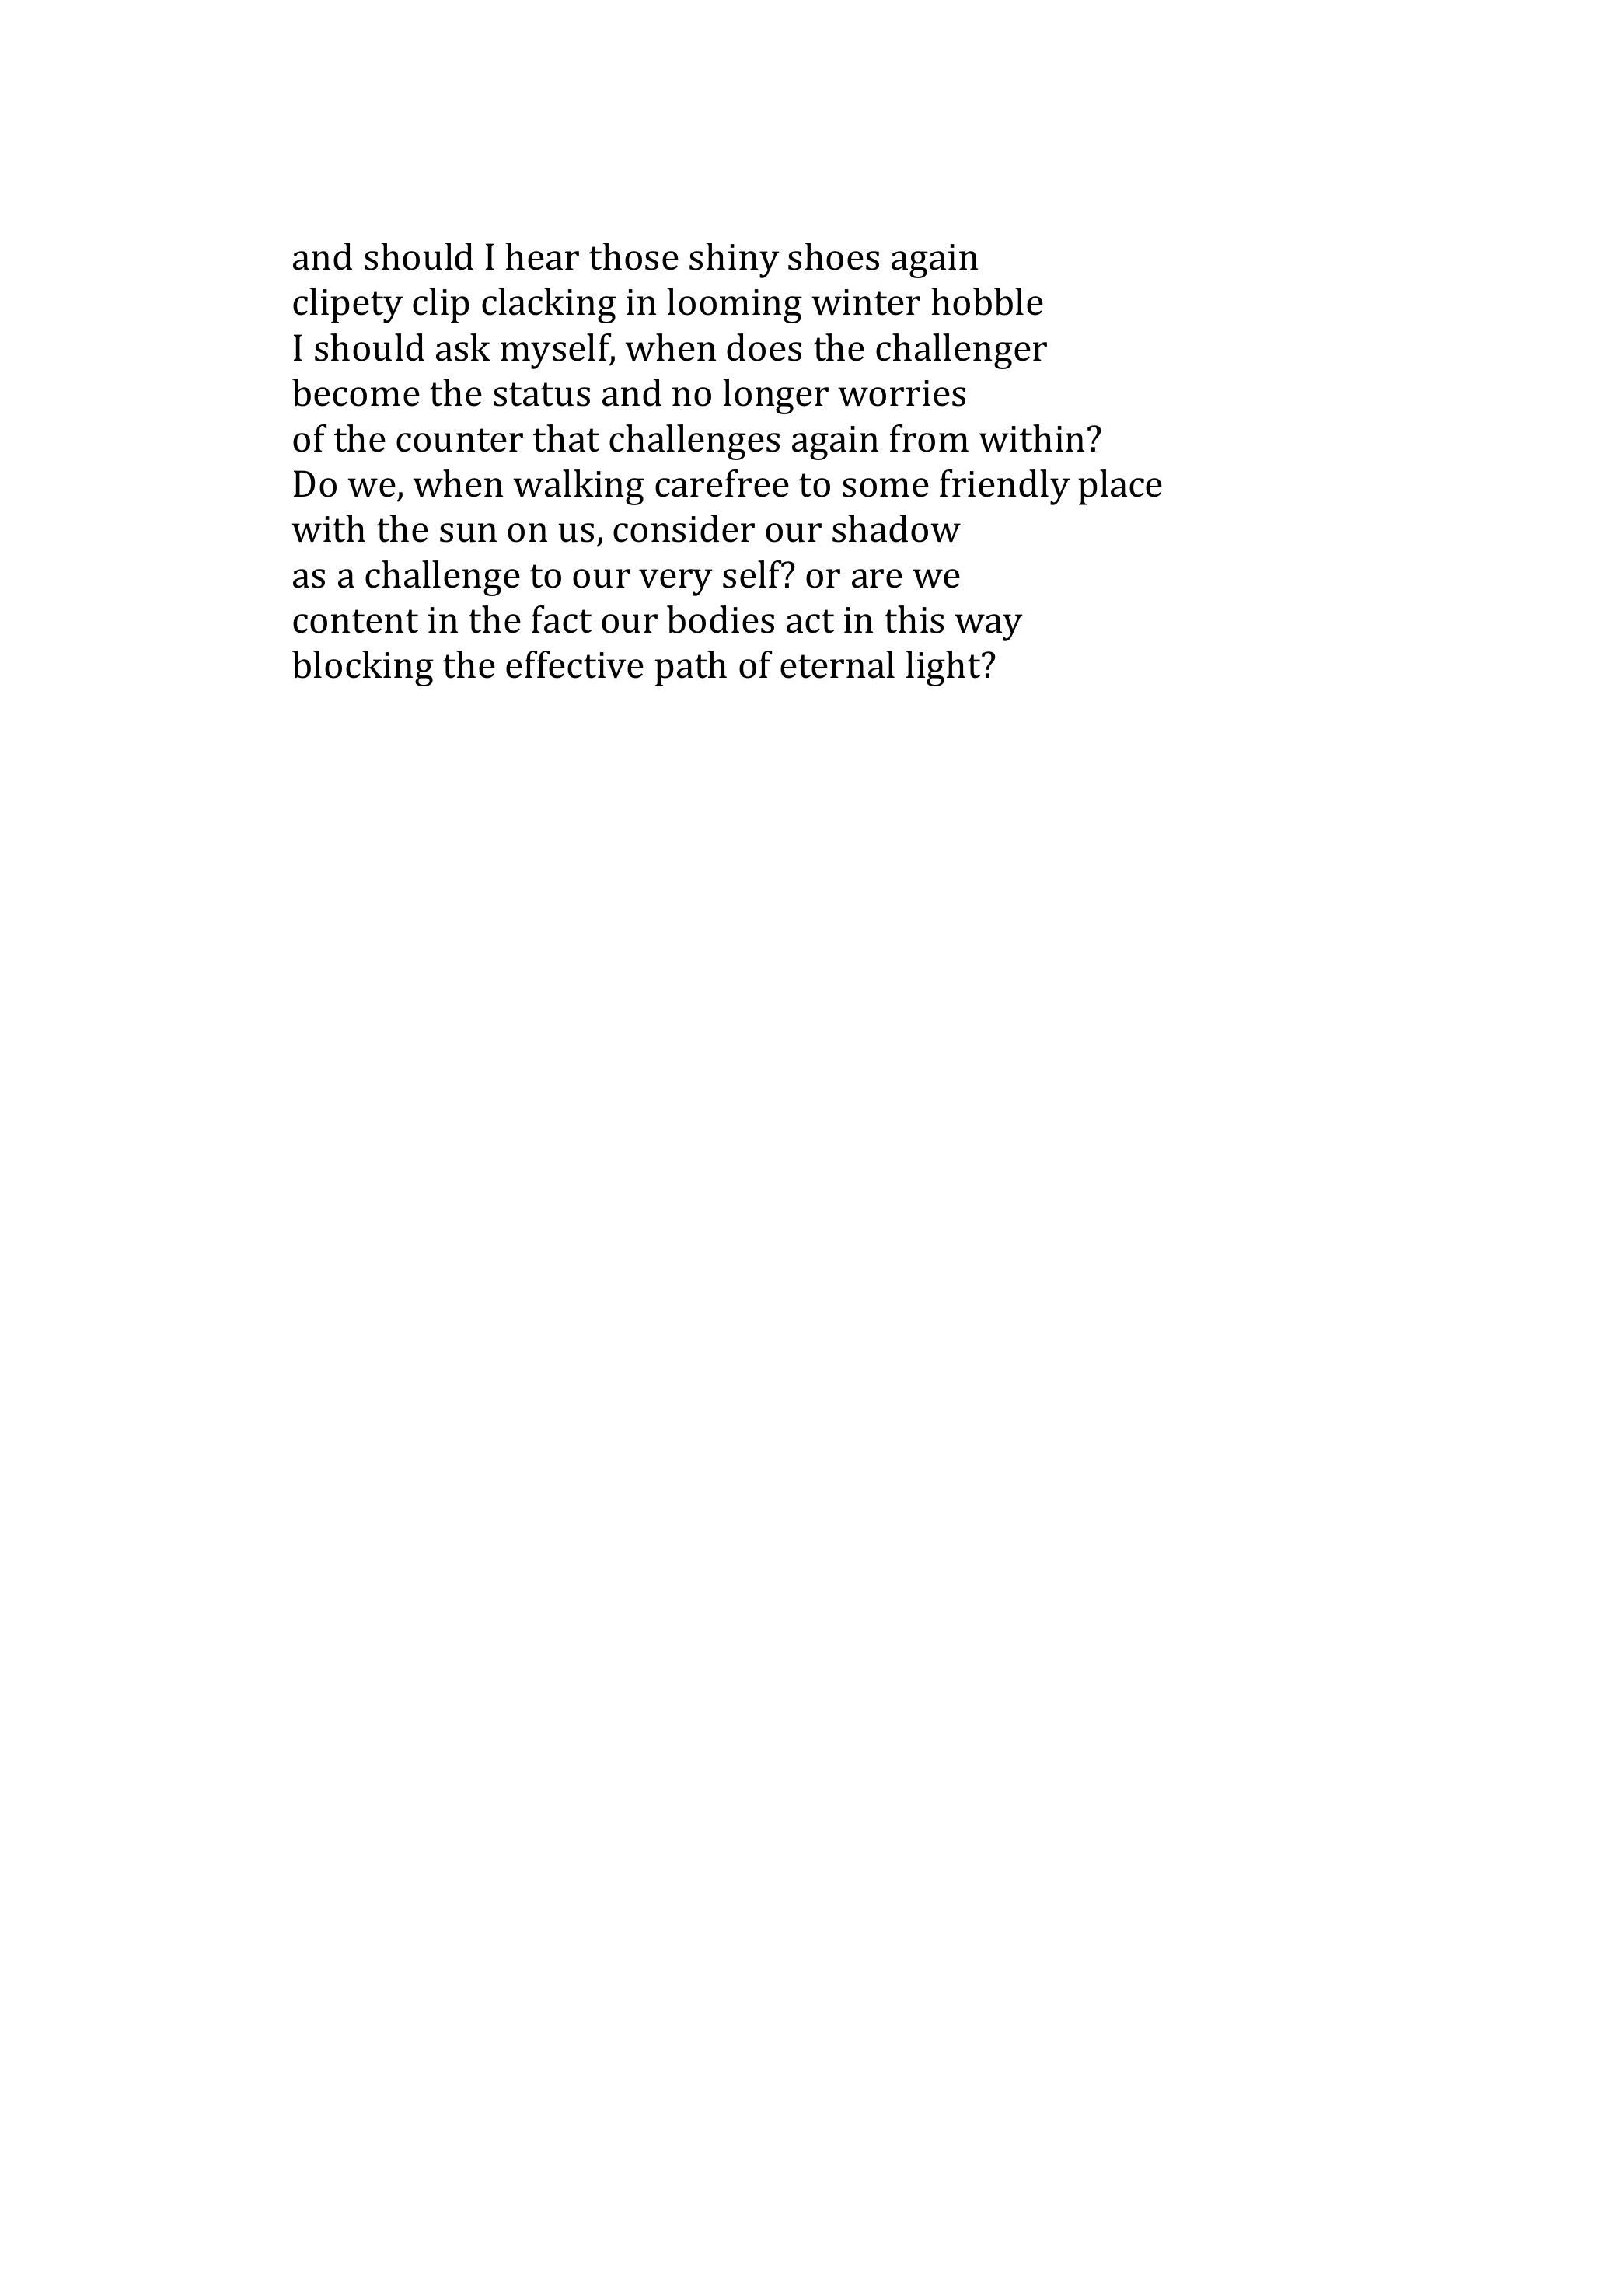 and should I hear those shiny shoes again
clipety clip clacking in looming winter hobble
I should ask myself, when does the challenger
become the status and no longer worries
of the counter that challenges again from within?
Do we, when walking carefree to some friendly place
with the sun on us, consider our shadow
as a challenge to our very self? or are we
content in the fact our bodies act in this way
blocking the effective path of eternal light?